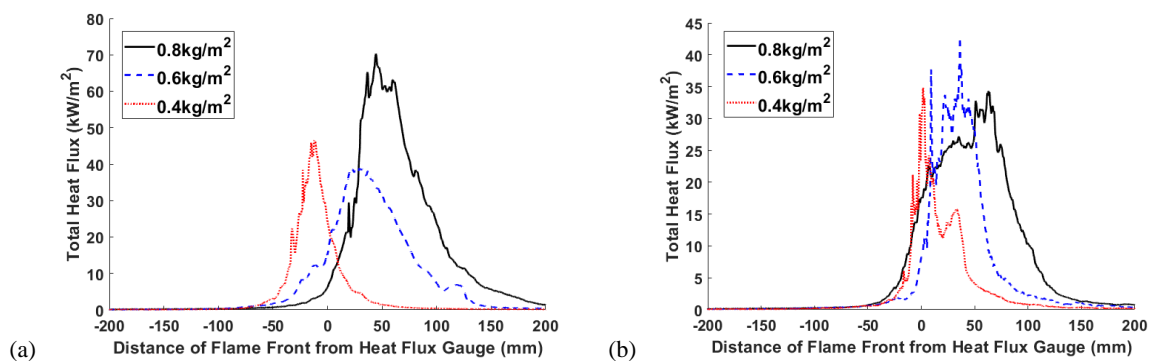 (a)
Total Heat Flux (kW/m²)
80
70
60
50
40
30
20
10
0
0.8kg/m²
0.6kg/m²
0.4kg/m²
-200 -150 -100 -50 0 50 100 150 200
Distance of Flame Front from Heat Flux Gauge (mm)
(b)
Total Heat Flux (kW/m²)
45
40
35
30
25
20
15
10
5
0
0.8kg/m²
0.6kg/m²
0.4kg/m²
-200 -150 -100 -50 0 50 100 150 200
Distance of Flame Front from Heat Flux Gauge (mm)